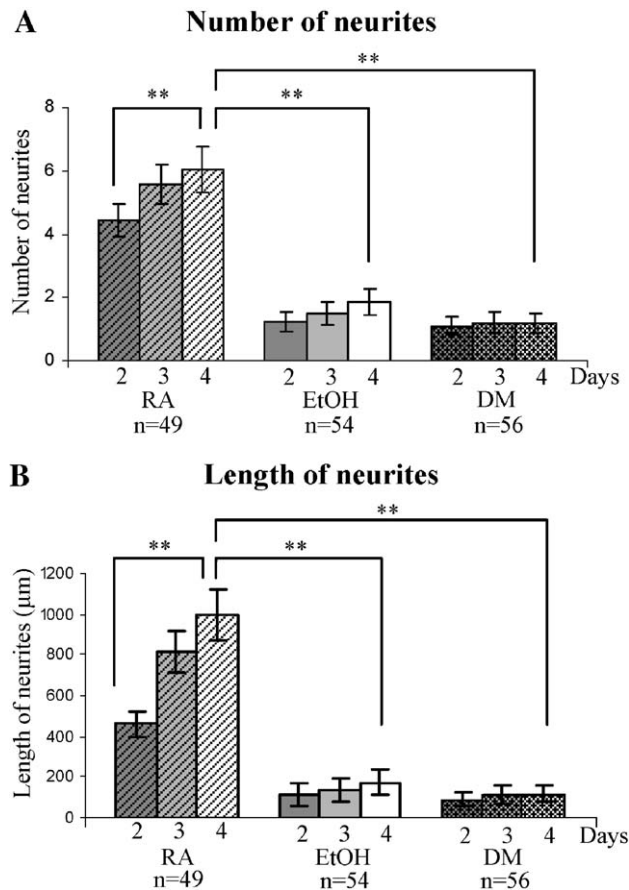 A Number of neurites
**
** **
8
6
4
2
0
Number of neurites
2 3 4 2 3 4 2 3 4 Days
RA EtOH DM
n=49 n=54 n=56
B Length of neurites
**
** **
1200
1000
800
600
400
200
0
Length of neurites (µm)
2 3 4 2 3 4 2 3 4 Days
RA EtOH DM
n=49 n=54 n=56